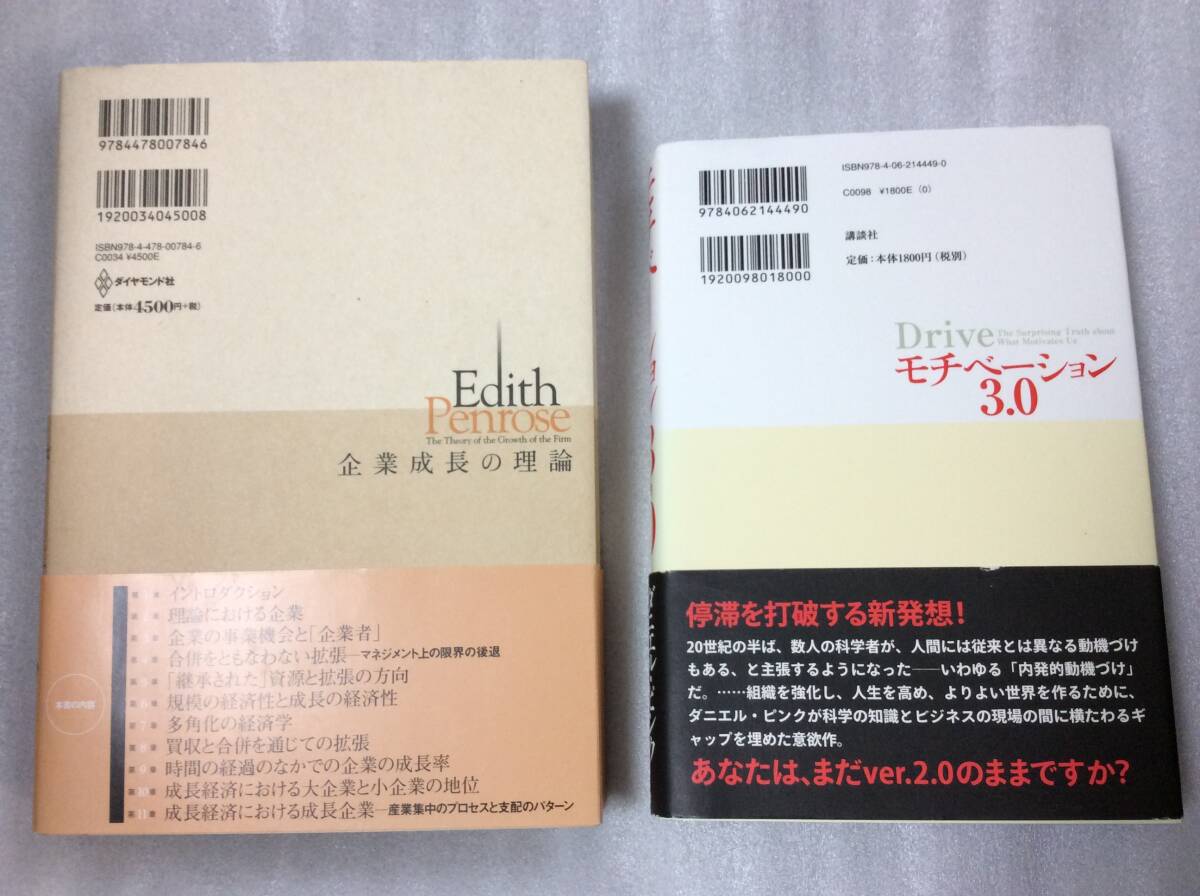 9784478007846
1920034045008
ISBN978-4-478-00784-6
C0034 ¥4500E
ダイヤモンド社
定価(本体4500円+税)
Edith
Penrose
The Theory of the Growth of the Firm
企業成長の理論
本書の内容
イントロダクション
理論における企業
企業の事業機会と「企業者」
合併をともなわない拡張―マネジメント上の限界の後退
「継承された」資源と拡張の方向
第6章 規模の経済性と成長の経済性
第7章 多角化の経済学
第8章 買収と合併を通じての拡張
第9章 時間の経過のなかでの企業の成長率
第10章 成長経済における大企業と小企業の地位
第11章 成長経済における成長企業―産業集中のプロセスと支配のパターン
9784062144490
1920098018000
ISBN978-4-06-214449-0
C0098 ¥1800E (0)
講談社
定価:本体1800円(税別)
Drive The Surprising Truth about
What Motivates Us
モチベーション
3.0
停滞を打破する新発想!
20世紀の半ば、数人の科学者が、人間には従来とは異なる動機づけ
もある、と主張するようになった――いわゆる「内発的動機づけ」
だ。……組織を強化し、人生を高め、よりよい世界を作るために、
ダニエル・ピンクが科学の知識とビジネスの現場の間に横たわるギ
ャップを埋めた意欲作。
あなたは、まだver.2.0のままですか?